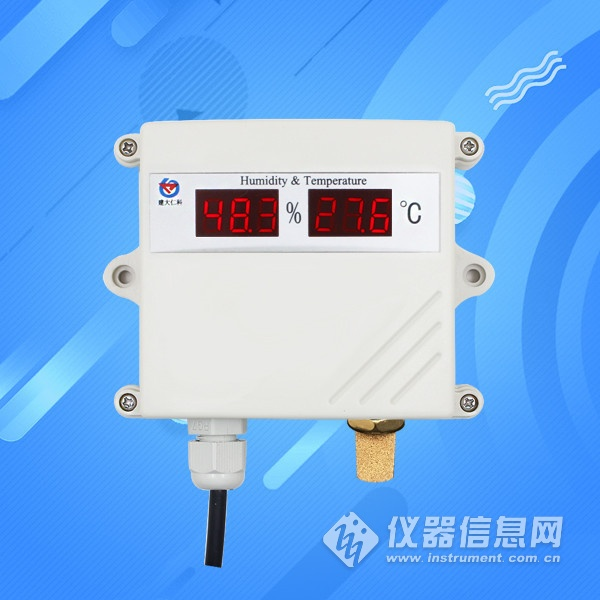 Humidity & Temperature
建大仁科
48.3 % 27.6 °C
仪器信息网
www.instrument.com.cn